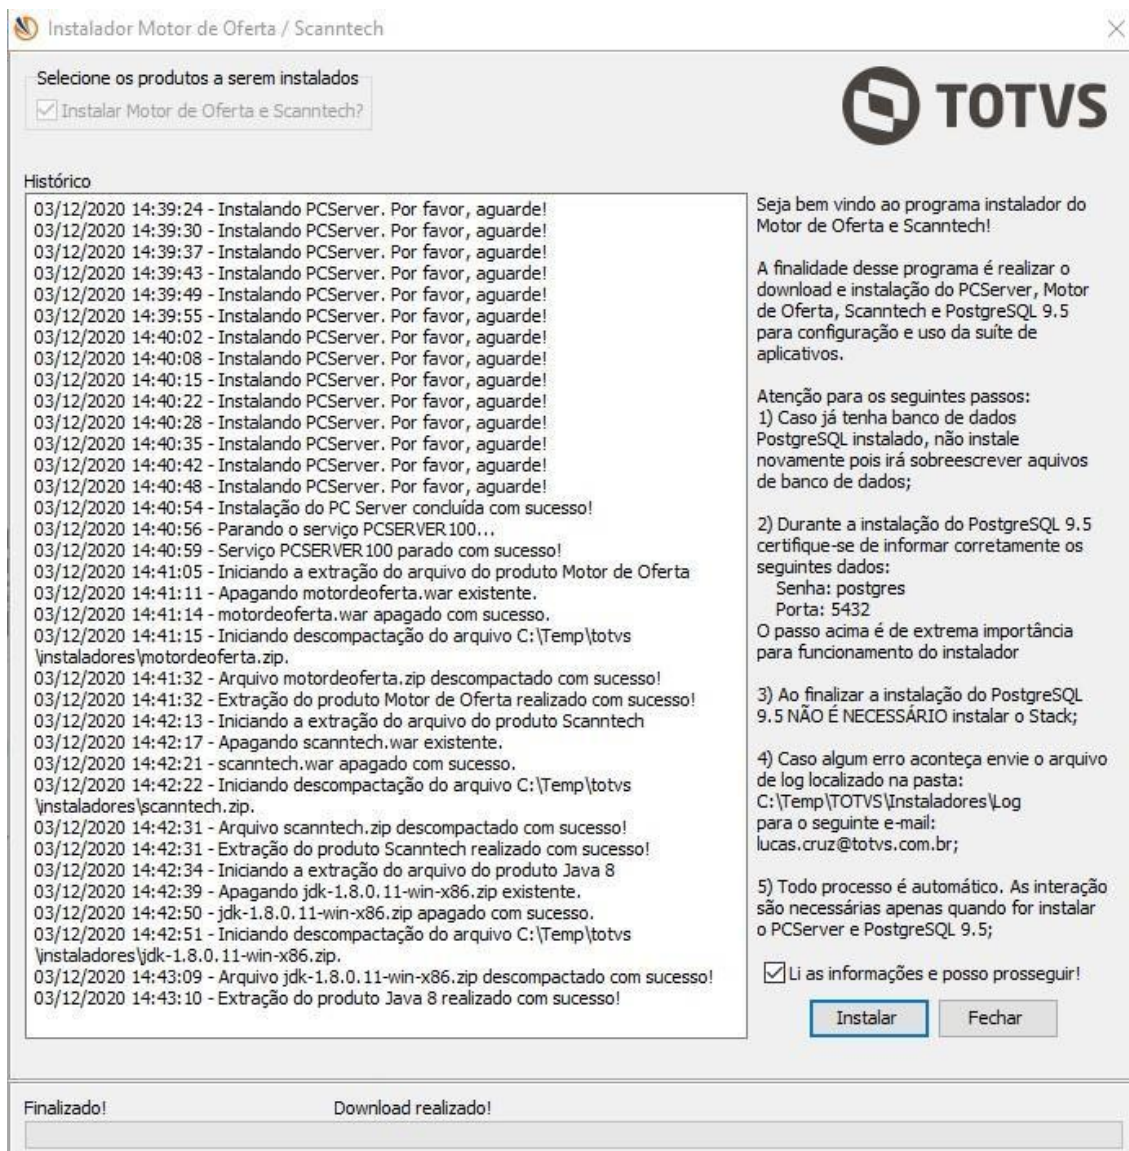 Instalador Motor de Oferta / Scanntech
Selecione os produtos a serem instalados
Instalar Motor de Oferta e Scanntech?
TOTVS
Histórico
03/12/2020 14:39:24 - Instalando PCServer. Por favor, aguarde!
03/12/2020 14:39:30 - Instalando PCServer. Por favor, aguarde!
03/12/2020 14:39:37 - Instalando PCServer. Por favor, aguarde!
03/12/2020 14:39:43 - Instalando PCServer. Por favor, aguarde!
03/12/2020 14:39:49 - Instalando PCServer. Por favor, aguarde!
03/12/2020 14:39:55 - Instalando PCServer. Por favor, aguarde!
03/12/2020 14:40:02 - Instalando PCServer. Por favor, aguarde!
03/12/2020 14:40:08 - Instalando PCServer. Por favor, aguarde!
03/12/2020 14:40:15 - Instalando PCServer. Por favor, aguarde!
03/12/2020 14:40:22 - Instalando PCServer. Por favor, aguarde!
03/12/2020 14:40:28 - Instalando PCServer. Por favor, aguarde!
03/12/2020 14:40:35 - Instalando PCServer. Por favor, aguarde!
03/12/2020 14:40:42 - Instalando PCServer. Por favor, aguarde!
03/12/2020 14:40:48 - Instalando PCServer. Por favor, aguarde!
03/12/2020 14:40:54 - Instalação do PC Server concluída com sucesso!
03/12/2020 14:40:56 - Parando o serviço PCSERVER100...
03/12/2020 14:40:59 - Serviço PCSERVER100 parado com sucesso!
03/12/2020 14:41:05 - Iniciando a extração do arquivo do produto Motor de Oferta
03/12/2020 14:41:11 - Apagando motordeoferta.war existente.
03/12/2020 14:41:14 - motordeoferta.war apagado com sucesso.
03/12/2020 14:41:15 - Iniciando descompactação do arquivo C:\Temp\totvs
\instaladores\motordeoferta.zip.
03/12/2020 14:41:32 - Arquivo motordeoferta.zip descompactado com sucesso!
03/12/2020 14:41:32 - Extração do produto Motor de Oferta realizado com sucesso!
03/12/2020 14:42:13 - Iniciando a extração do arquivo do produto Scanntech
03/12/2020 14:42:17 - Apagando scanntech.war existente.
03/12/2020 14:42:21 - scanntech.war apagado com sucesso.
03/12/2020 14:42:22 - Iniciando descompactação do arquivo C:\Temp\totvs
\instaladores\scanntech.zip.
03/12/2020 14:42:31 - Arquivo scanntech.zip descompactado com sucesso!
03/12/2020 14:42:31 - Extração do produto Scanntech realizado com sucesso!
03/12/2020 14:42:34 - Iniciando a extração do arquivo do produto Java 8
03/12/2020 14:42:39 - Apagando jdk-1.8.0.11-win-x86.zip existente.
03/12/2020 14:42:50 - jdk-1.8.0.11-win-x86.zip apagado com sucesso.
03/12/2020 14:42:51 - Iniciando descompactação do arquivo C:\Temp\totvs
\instaladores\jdk-1.8.0.11-win-x86.zip.
03/12/2020 14:43:09 - Arquivo jdk-1.8.0.11-win-x86.zip descompactado com sucesso!
03/12/2020 14:43:10 - Extração do produto Java 8 realizado com sucesso!
Seja bem vindo ao programa instalador do
Motor de Oferta e Scanntech!
A finalidade desse programa é realizar o
download e instalação do PCServer, Motor
de Oferta, Scanntech e PostgreSQL 9.5
para configuração e uso da suíte de
aplicativos.
Atenção para os seguintes passos:
1) Caso já tenha banco de dados
PostgreSQL instalado, não instale
novamente pois irá sobreescrever aquivos
de banco de dados;
2) Durante a instalação do PostgreSQL 9.5
certifique-se de informar corretamente os
seguintes dados:
Senha: postgres
Porta: 5432
O passo acima é de extrema importância
para funcionamento do instalador
3) Ao finalizar a instalação do PostgreSQL
9.5 NÃO É NECESSÁRIO instalar o Stack;
4) Caso algum erro aconteça envie o arquivo
de log localizado na pasta:
C:\Temp\TOTVS\Instaladores\Log
para o seguinte e-mail:
lucas.cruz@totvs.com.br;
5) Todo processo é automático. As interação
são necessárias apenas quando for instalar
o PCServer e PostgreSQL 9.5;
Li as informações e posso prosseguir!
Instalar Fechar
Finalizado! Download realizado!